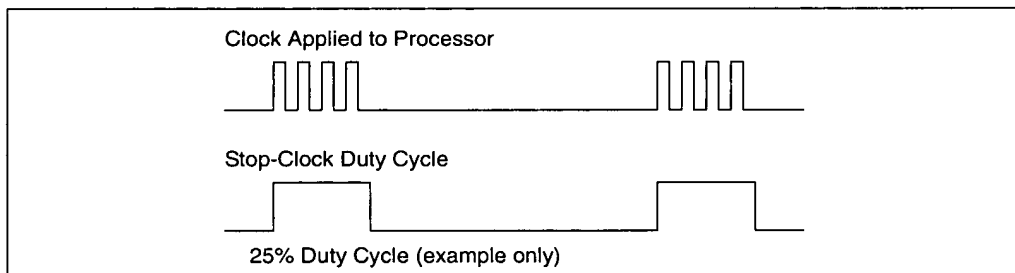 Clock Applied to Processor
Stop-Clock Duty Cycle
25% Duty Cycle (example only)